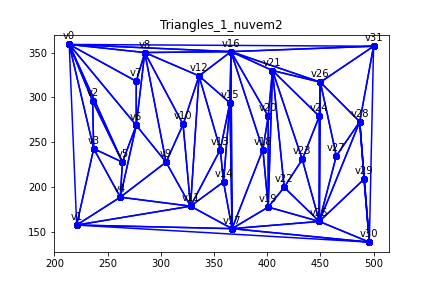 Triangles_1_nuvem2
v0
v31
v8
v16
v21
v12
v26
v7
v2
v15
v20
v24
v28
v6
v10
v3
v13
v18
v5
v9
v23
v27
v14
v22
v29
v4
v11
v19
v1
v17
v25
v30
350
300
250
200
150
200 250 300 350 400 450 500